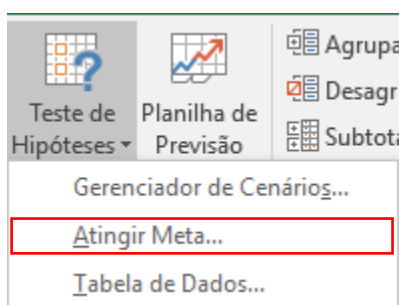 Teste de
Hipóteses
Planilha de
Previsão
Agrupa
Desagr
Subtota
Gerenciador de Cenários...
Atingir Meta...
Tabela de Dados...